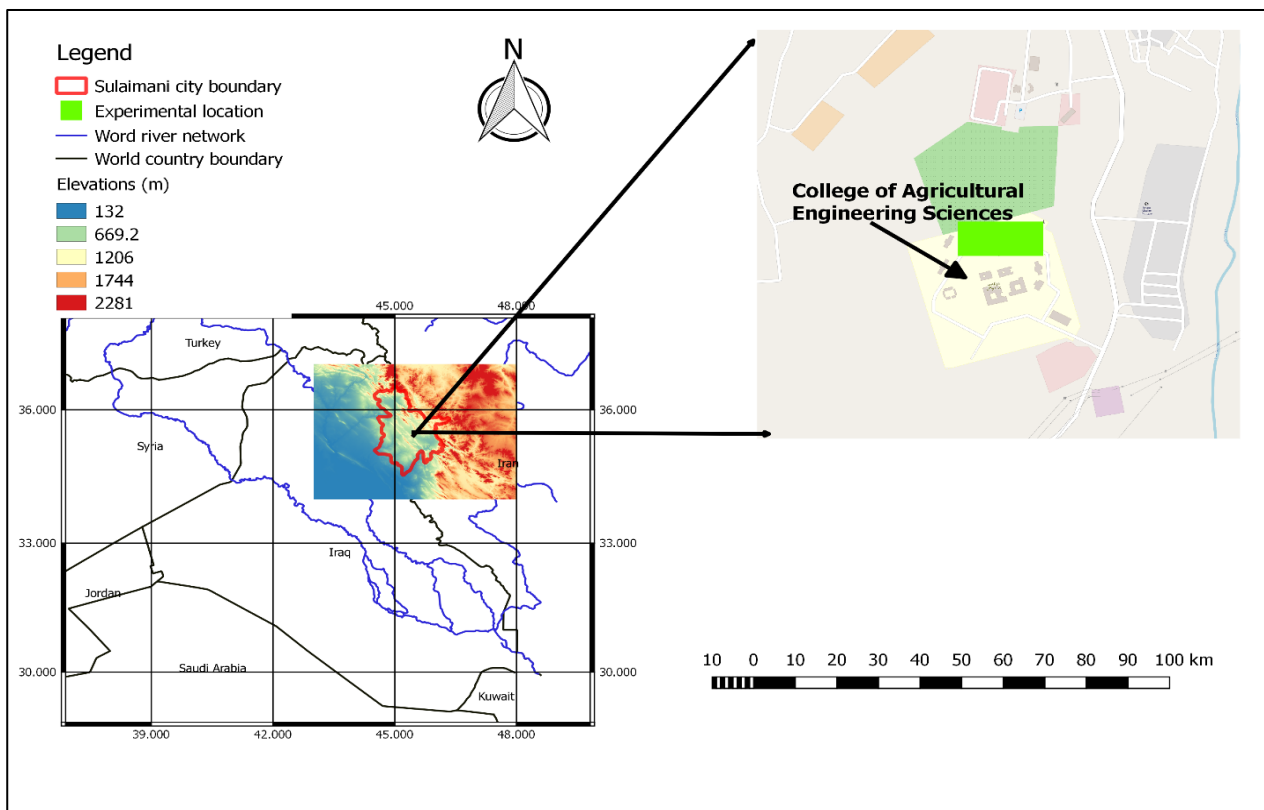 Legend
Sulaimani city boundary
Experimental location
Word river network
World country boundary
Elevations (m)
132
669.2
1206
1744
2281
N
College of Agricultural
Engineering Sciences
45.000
48.000
Turkey
36.000
36.000
Syria
Iran
33.000
33.000
Iraq
Jordan
30.000
30.000
Saudi Arabia
Kuwait
39.000
42.000
45.000
48.000
10 0 10 20 30 40 50 60 70 80 90 100 km